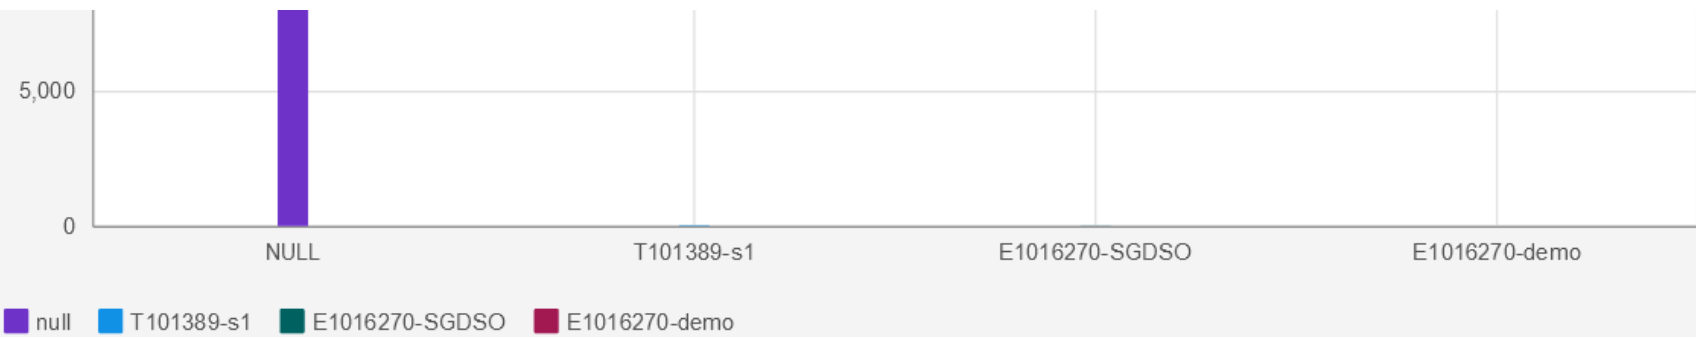 5,000
0
NULL T101389-s1 E1016270-SGDSO E1016270-demo
null T101389-s1 E1016270-SGDSO E1016270-demo